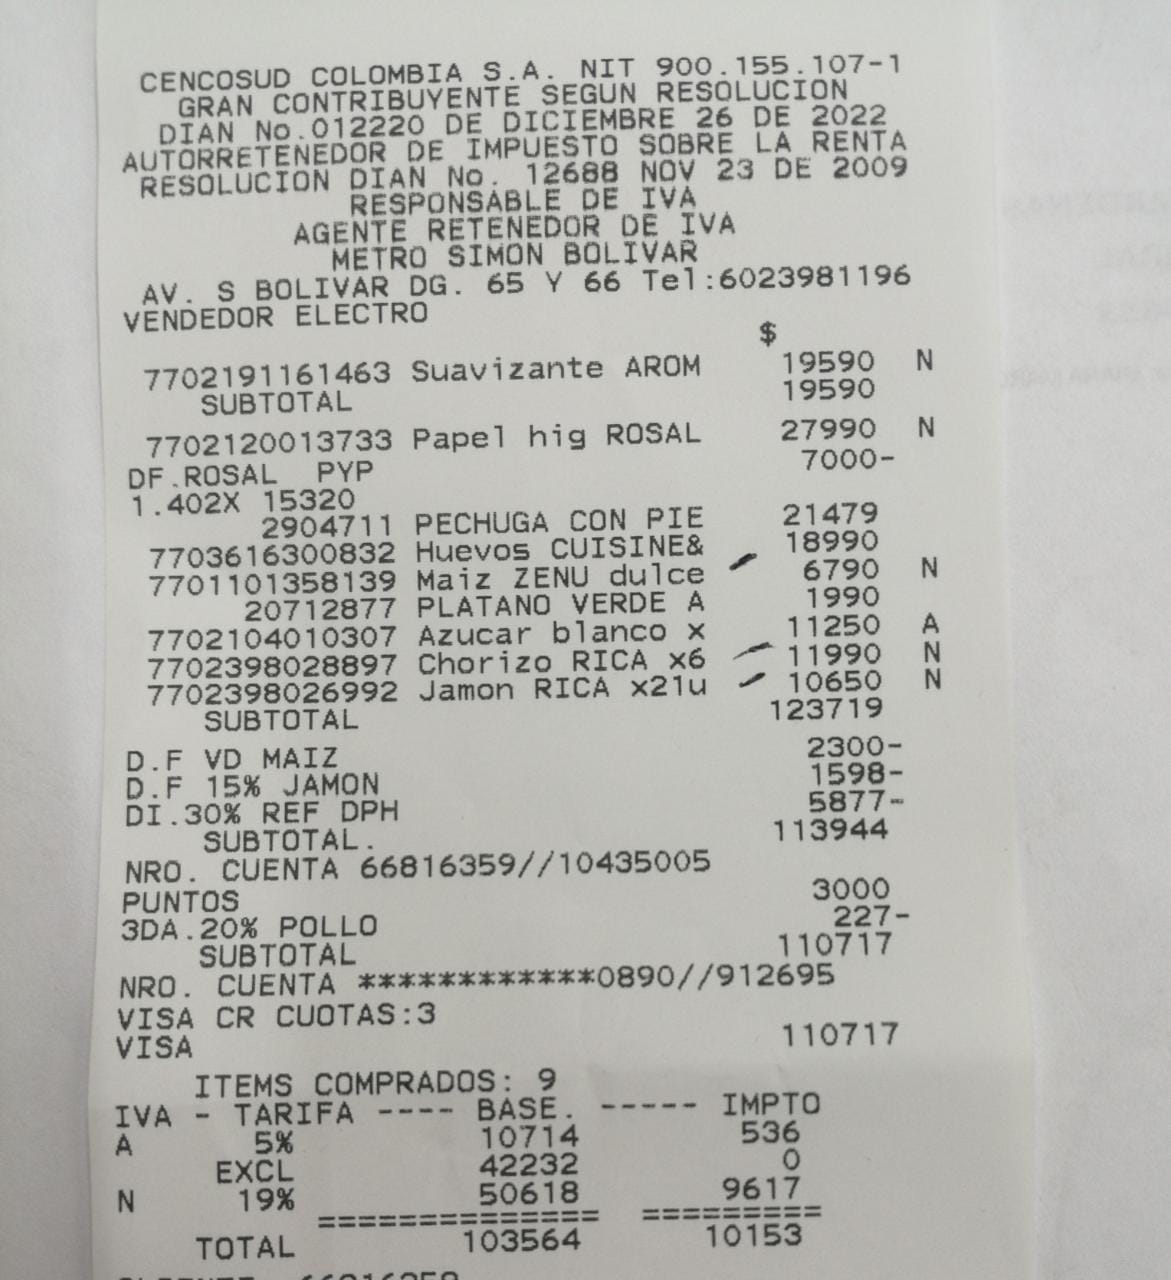 CENCOSUD COLOMBIA S.A. NIT 900.155.107-1
GRAN CONTRIBUYENTE SEGUN RESOLUCION
DIAN No.012220 DE DICIEMBRE 26 DE 2022
AUTORRETENEDOR DE IMPUESTO SOBRE LA RENTA
RESOLUCION DIAN No. 12688 NOV 23 DE 2009
RESPONSABLE DE IVA
AGENTE RETENEDOR DE IVA
METRO SIMON BOLIVAR
AV. S BOLIVAR DG. 65 Y 66 Tel:6023981196
VENDEDOR ELECTRO
$
7702191161463 Suavizante AROM 19590 N
SUBTOTAL 19590
7702120013733 Papel hig ROSAL 27990 N
DF.ROSAL PYP 7000-
1.402X 15320
2904711 PECHUGA CON PIE 21479
7703616300832 Huevos CUISINE& 18990
7701101358139 Maiz ZENU dulce 6790 N
20712877 PLATANO VERDE A 1990
7702104010307 Azucar blanco x 11250 A
7702398028897 Chorizo RICA x6 11990 N
7702398026992 Jamon RICA x21u 10650 N
SUBTOTAL 123719
D.F VD MAIZ 2300-
D.F 15% JAMON 1598-
DI.30% REF DPH 5877-
SUBTOTAL. 113944
NRO. CUENTA 66816359//10435005
PUNTOS 3000
3DA.20% POLLO 227-
SUBTOTAL 110717
NRO. CUENTA ************0890//912695
VISA CR CUOTAS:3
VISA 110717
ITEMS COMPRADOS: 9
IVA - TARIFA ---- BASE. ----- IMPTO
A 5% 10714 536
EXCL 42232 0
N 19% 50618 9617
============== =========
TOTAL 103564 10153